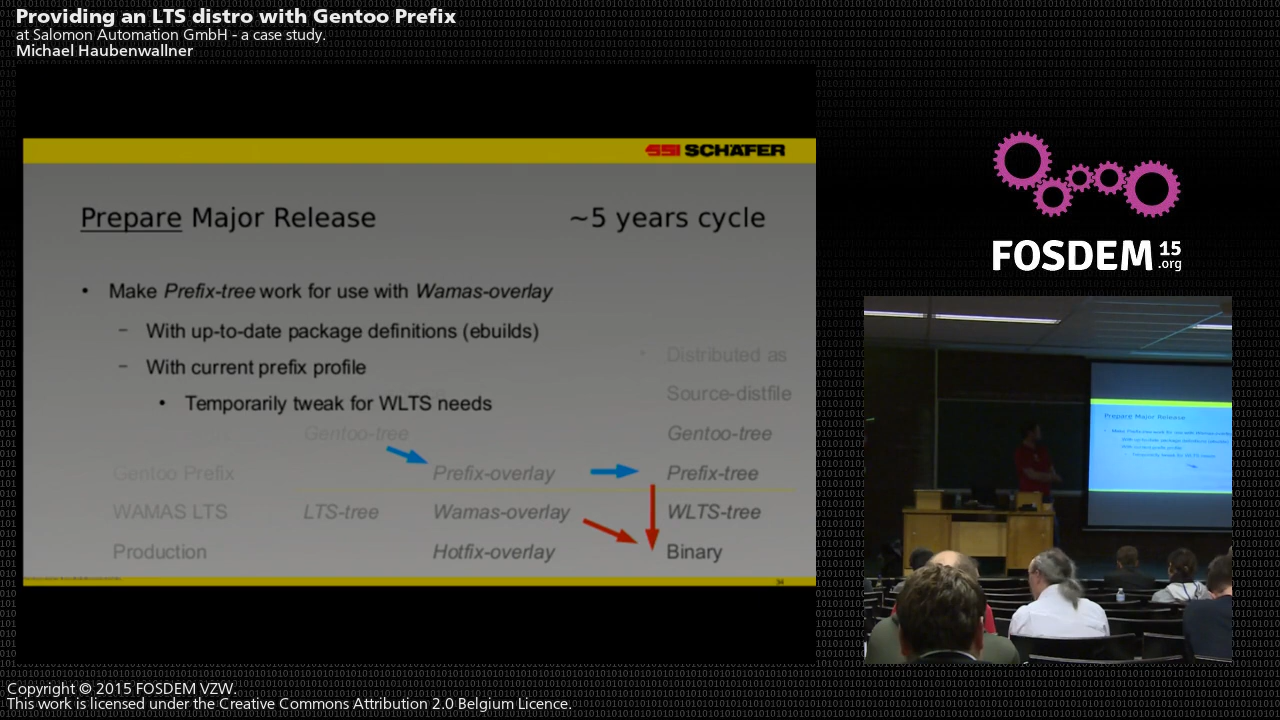 Providing an LTS distro with Gentoo Prefix
at Salomon Automation GmbH - a case study.
Michael Haubenwallner
SSI SCHÄFER
Prepare Major Release ~5 years cycle
• Make Prefix-tree work for use with Wamas-overlay
– With up-to-date package definitions (ebuilds)
– With current prefix profile
• Temporarily tweak for WLTS needs
• Distributed as
Source-distfile
Gentoo-tree Gentoo-tree
Gentoo Prefix Prefix-overlay Prefix-tree
WAMAS LTS LTS-tree Wamas-overlay WLTS-tree
Production Hotfix-overlay Binary
34
FOSDEM 15
.org
Prepare Major Release
Copyright © 2015 FOSDEM VZW.
This work is licensed under the Creative Commons Attribution 2.0 Belgium Licence.